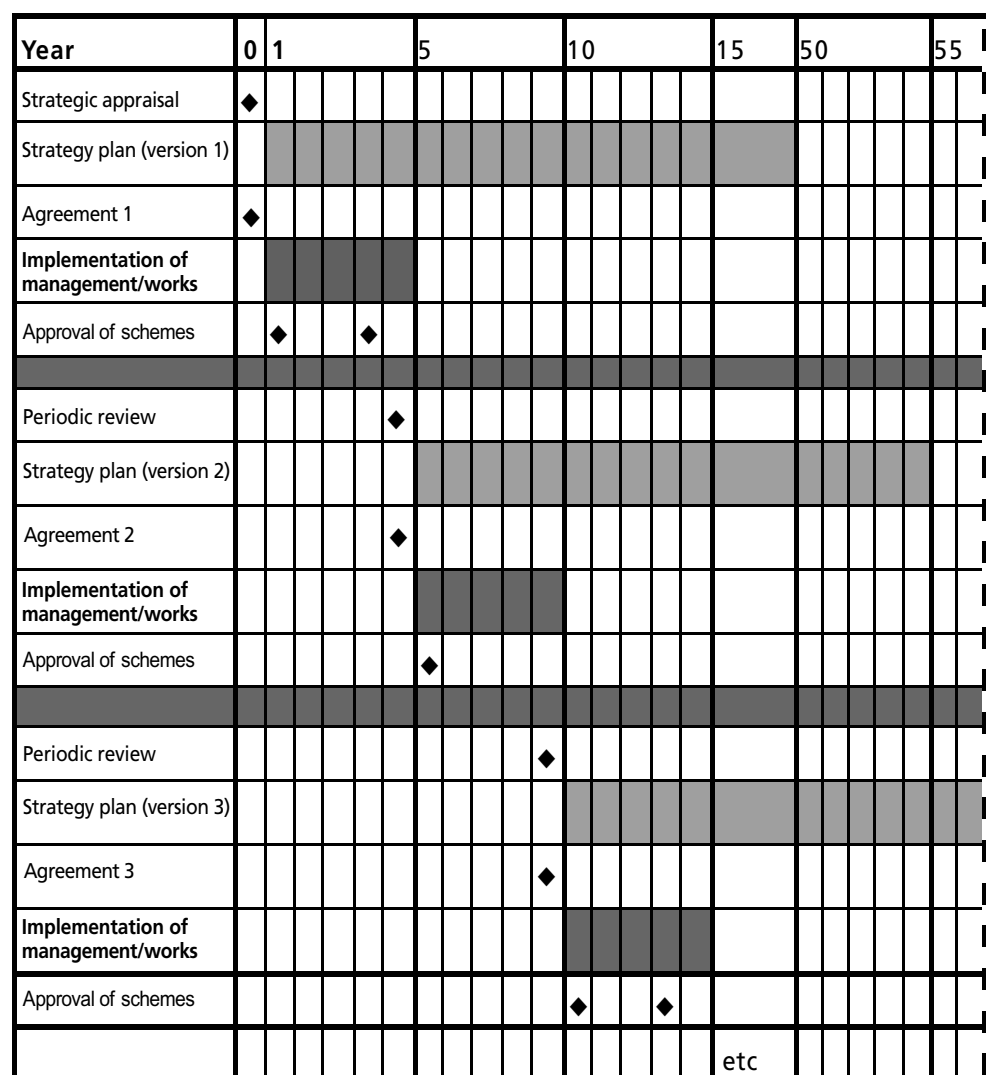 Year 0 1 5 10 15 50 55
Strategic appraisal
Strategy plan (version 1)
Agreement 1
Implementation of
management/works
Approval of schemes
Periodic review
Strategy plan (version 2)
Agreement 2
Implementation of
management/works
Approval of schemes
Periodic review
Strategy plan (version 3)
Agreement 3
Implementation of
management/works
Approval of schemes
etc